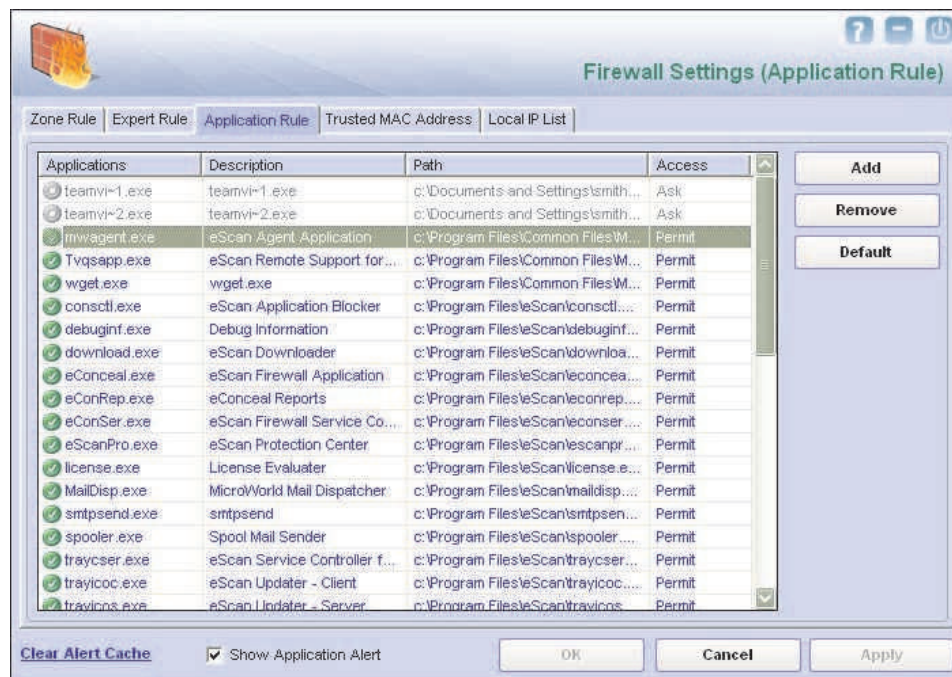 ?
Firewall Settings (Application Rule)
Zone Rule Expert Rule Application Rule Trusted MAC Address Local IP List
Applications Description Path Access
teamvi~1.exe teamvi~1.exe c:\Documents and Settings\smith... Ask
teamvi~2.exe teamvi~2.exe c:\Documents and Settings\smith... Ask
mwagent.exe eScan Agent Application c:\Program Files\Common Files\M... Permit
Tvqsapp.exe eScan Remote Support for... c:\Program Files\Common Files\M... Permit
wget.exe wget.exe c:\Program Files\Common Files\M... Permit
consctl.exe eScan Application Blocker c:\Program Files\eScan\consctl.... Permit
debuginf.exe Debug Information c:\Program Files\eScan\debuginf... Permit
download.exe eScan Downloader c:\Program Files\eScan\downloa... Permit
eConceal.exe eScan Firewall Application c:\Program Files\eScan\econcea... Permit
eConRep.exe eConceal Reports c:\Program Files\eScan\econrep.... Permit
eConSer.exe eScan Firewall Service Co... c:\Program Files\eScan\econser.... Permit
eScanPro.exe eScan Protection Center c:\Program Files\eScan\escanpr... Permit
license.exe License Evaluater c:\Program Files\eScan\license.e... Permit
MailDisp.exe MicroWorld Mail Dispatcher c:\Program Files\eScan\maildisp.... Permit
smtpsend.exe smtpsend c:\Program Files\eScan\smtpsen... Permit
spooler.exe Spool Mail Sender c:\Program Files\eScan\spooler.... Permit
traycser.exe eScan Service Controller f... c:\Program Files\eScan\traycser... Permit
trayicoc.exe eScan Updater - Client c:\Program Files\eScan\trayicoc.... Permit
trayicos.exe eScan Updater - Server c:\Program Files\eScan\trayicos Permit
Add
Remove
Default
Clear Alert Cache Show Application Alert OK Cancel Apply